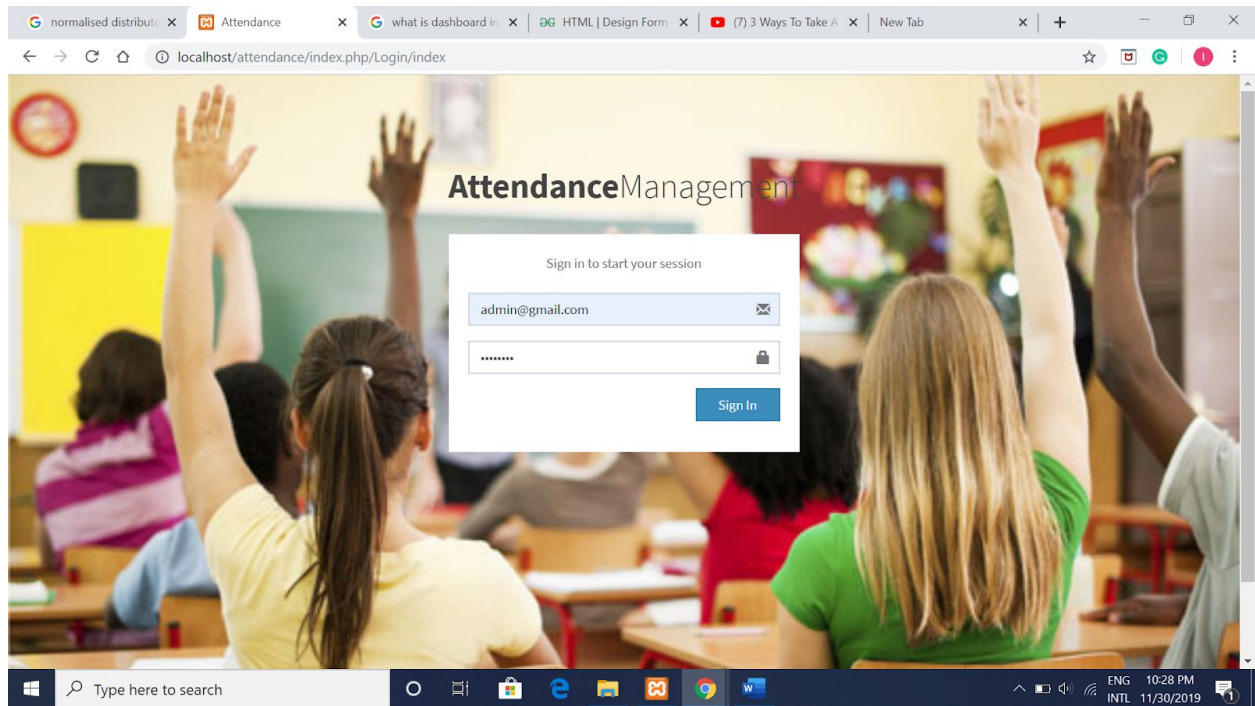 normalised distribute
Attendance
what is dashboard in
HTML | Design Form
(7) 3 Ways To Take A
New Tab
localhost/attendance/index.php/Login/index
AttendanceManagement
Sign in to start your session
admin@gmail.com
••••••••
Sign In
Type here to search
ENG 10:28 PM
INTL 11/30/2019
1